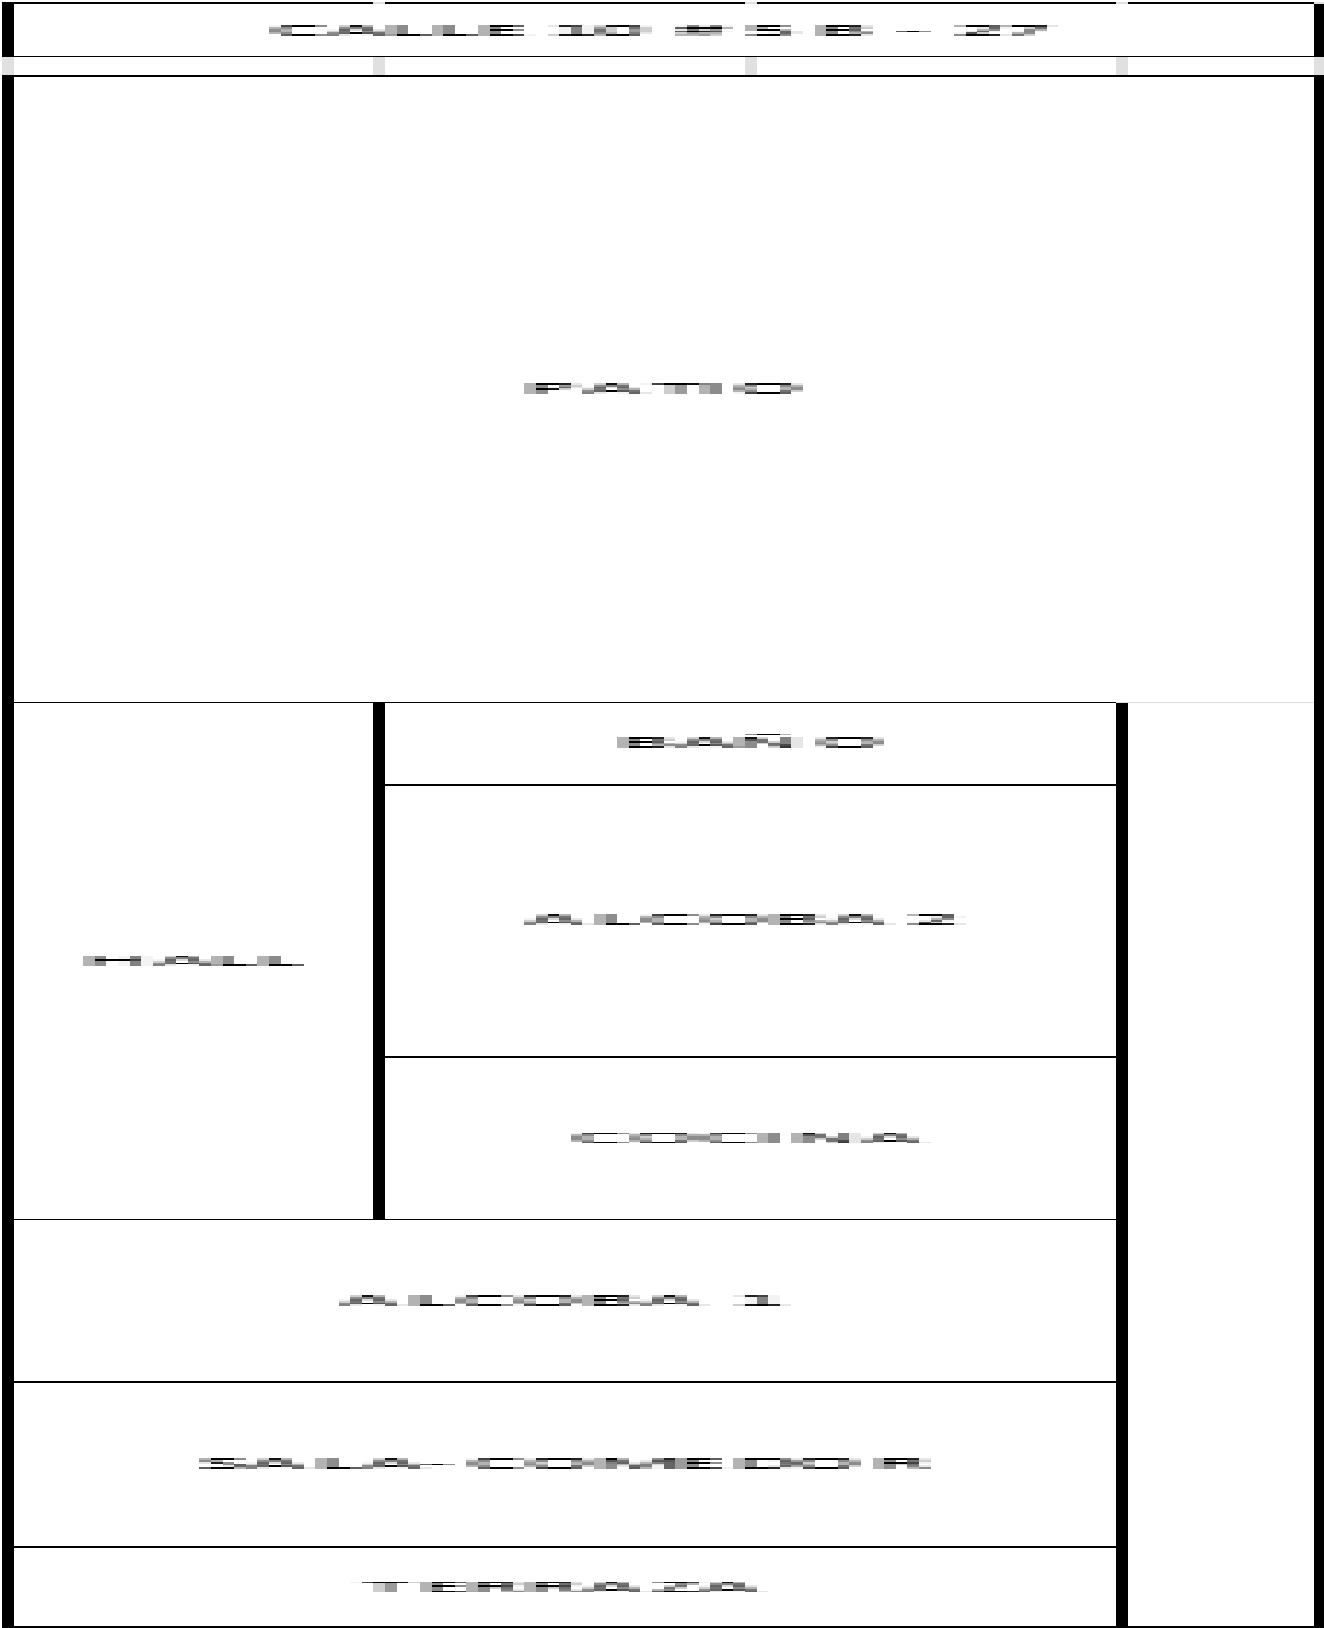 CALLE 10 # 5 B - 27
PATIO
BAÑO
ALCOBA 2
HALL
COCINA
ALCOBA 1
SALA-COMEDOR
TERRAZA